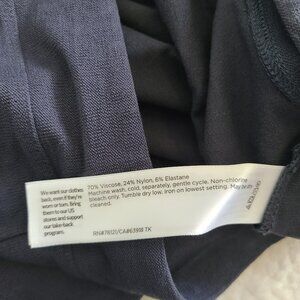 We want our clothes
back, even if they're
worn or torn. Bring
them to our US
stores and support
our take-back
program.
70% Viscose, 24% Nylon, 6% Elastane
Machine wash, cold, separately, gentle cycle. Non-chlorine
bleach only. Tumble dry low, iron on lowest setting. May be dry
cleaned.
RN#78121/CA#63918 TK